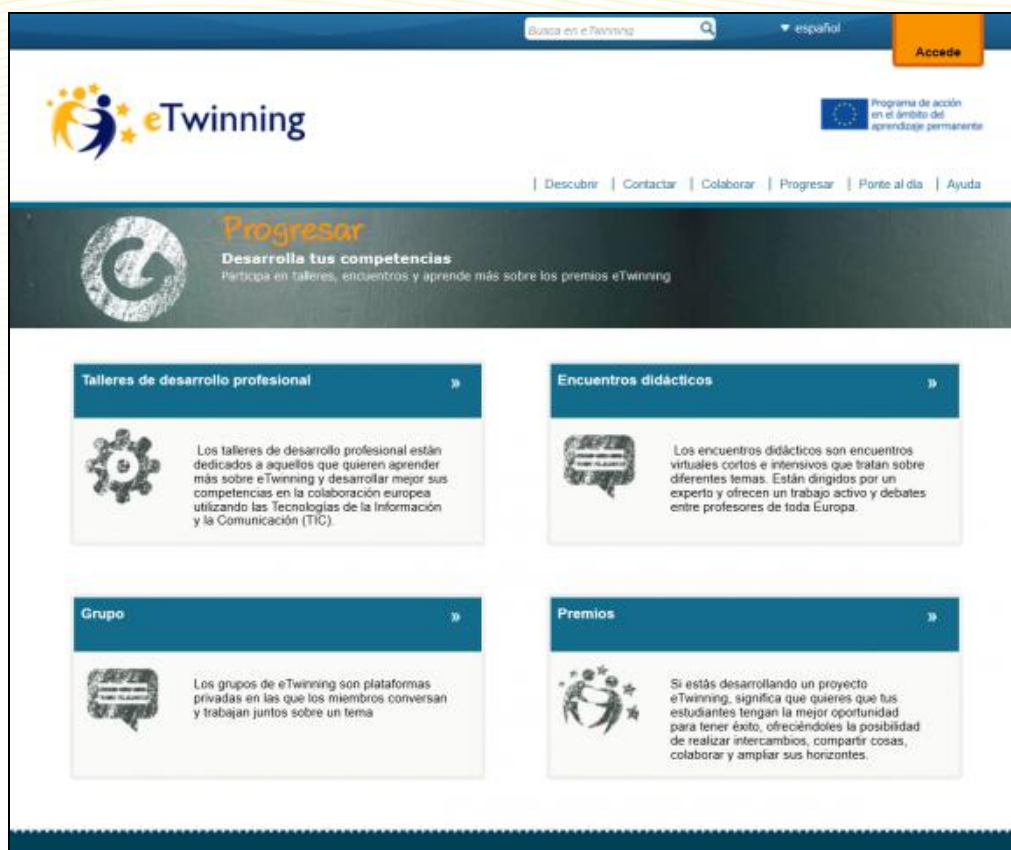 Busca en eTwinning
español
Accede
eTwinning
Programa de acción
en el ámbito del
aprendizaje permanente
| Descubrir | Contactar | Colaborar | Progresar | Ponte al día | Ayuda
Progresar
Desarrolla tus competencias
Participa en talleres, encuentros y aprende más sobre los premios eTwinning
Talleres de desarrollo profesional »
Los talleres de desarrollo profesional están
dedicados a aquellos que quieren aprender
más sobre eTwinning y desarrollar mejor sus
competencias en la colaboración europea
utilizando las Tecnologías de la Información
y la Comunicación (TIC).
Encuentros didácticos »
Los encuentros didácticos son encuentros
virtuales cortos e intensivos que tratan sobre
diferentes temas. Están dirigidos por un
experto y ofrecen un trabajo activo y debates
entre profesores de toda Europa.
Grupo »
Los grupos de eTwinning son plataformas
privadas en las que los miembros conversan
y trabajan juntos sobre un tema
Premios »
Si estás desarrollando un proyecto
eTwinning, significa que quieres que tus
estudiantes tengan la mejor oportunidad
para tener éxito, ofreciéndoles la posibilidad
de realizar intercambios, compartir cosas,
colaborar y ampliar sus horizontes.